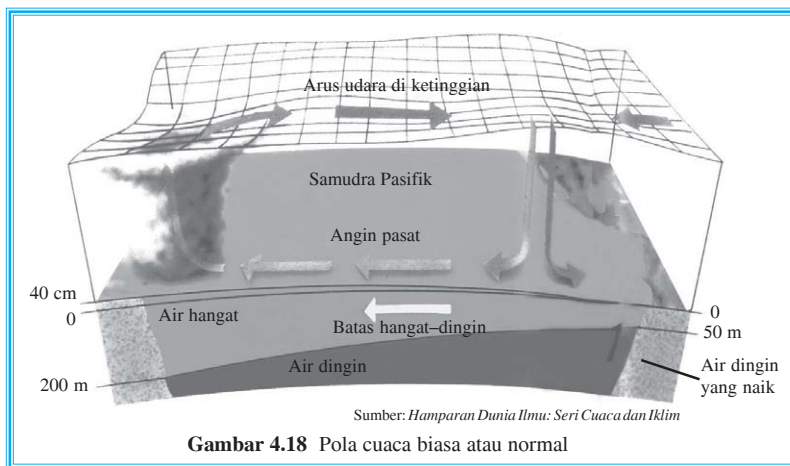 Arus udara di ketinggian
Samudra Pasifik
Angin pasat
40 cm
0
Air hangat
Batas hangat–dingin
0
50 m
Air dingin
200 m
Air dingin
yang naik
Sumber: Hamparan Dunia Ilmu: Seri Cuaca dan Iklim
Gambar 4.18 Pola cuaca biasa atau normal